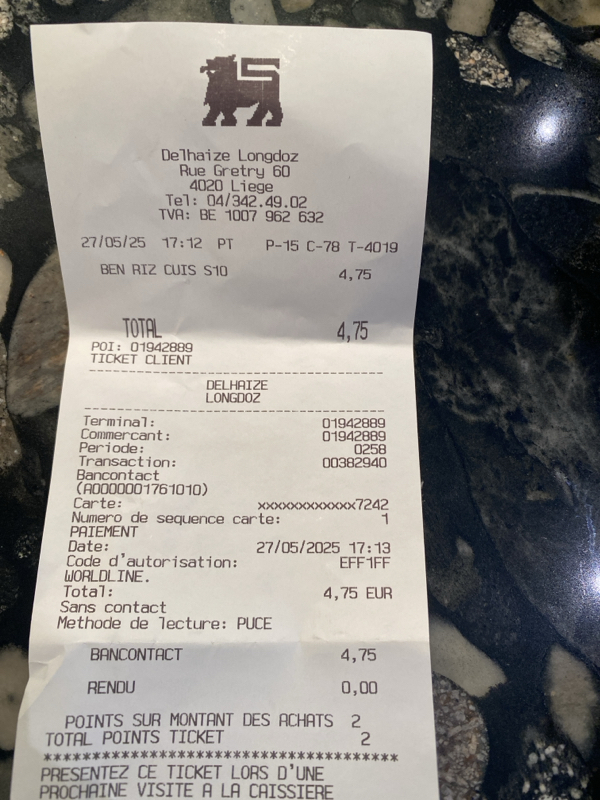 Delhaize Longdoz
Rue Gretry 60
4020 Liege
Tel: 04/342.49.02
TVA: BE 1007 962 632
27/05/25 17:12 PT P-15 C-78 T-4019
BEN RIZ CUIS S10 4,75
TOTAL 4,75
POI: 01942889
TICKET CLIENT
DELHAIZE
LONGDOZ
Terminal: 01942889
Commercant: 01942889
Periode: 0258
Transaction: 00382940
Bancontact
(A0000001761010)
Carte: xxxxxxxxxxxx7242
Numero de sequence carte: 1
PAIEMENT
Date: 27/05/2025 17:13
Code d'autorisation: EFF1FF
WORLDLINE.
Total: 4,75 EUR
Sans contact
Methode de lecture: PUCE
BANCONTACT 4,75
RENDU 0,00
POINTS SUR MONTANT DES ACHATS 2
TOTAL POINTS TICKET 2
****************************************
PRESENTEZ CE TICKET LORS D'UNE
PROCHAINE VISITE A LA CAISSIERE